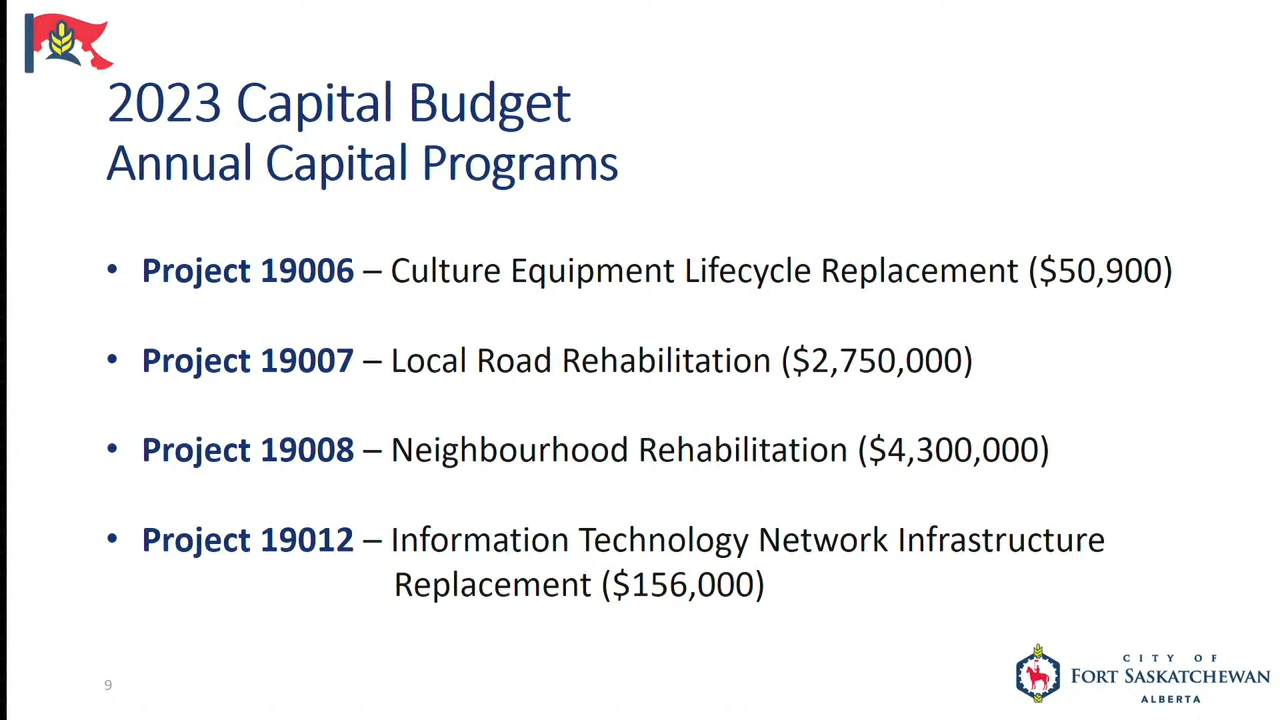 2023 Capital Budget
Annual Capital Programs
• Project 19006 – Culture Equipment Lifecycle Replacement ($50,900)
• Project 19007 – Local Road Rehabilitation ($2,750,000)
• Project 19008 – Neighbourhood Rehabilitation ($4,300,000)
• Project 19012 – Information Technology Network Infrastructure
Replacement ($156,000)
9
CITY OF
FORT SASKATCHEWAN
ALBERTA